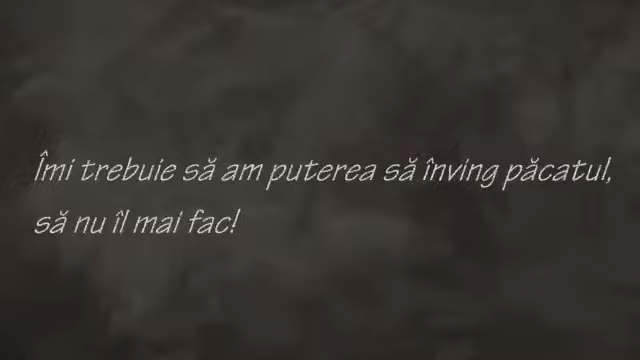 Îmi trebuie să am puterea să înving păcatul,
să nu îl mai fac!